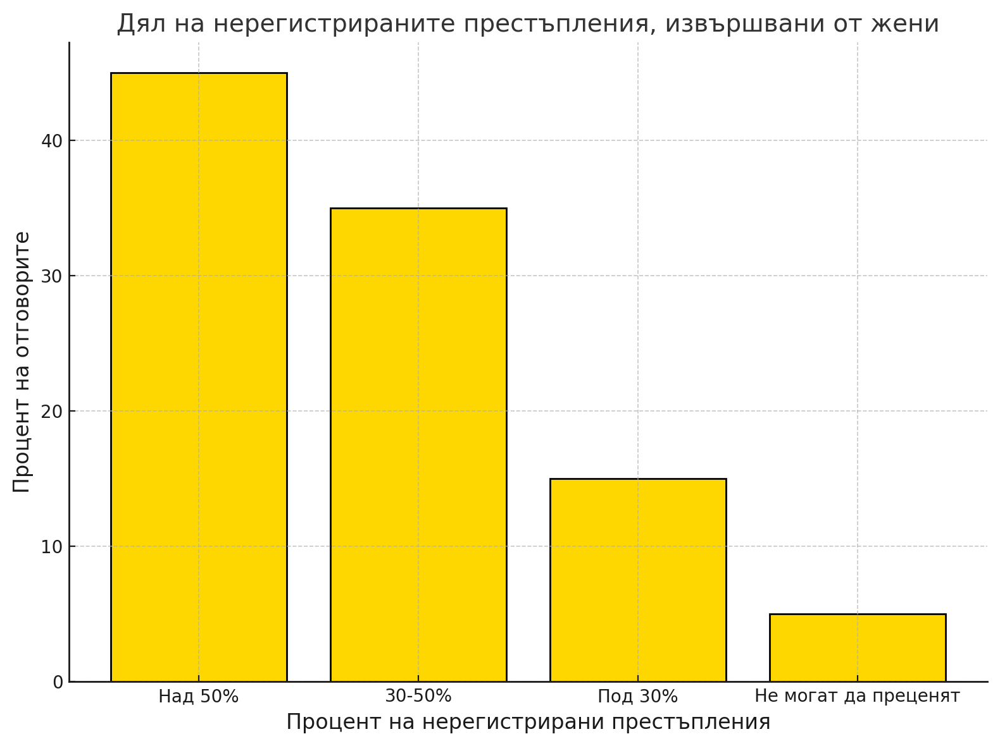 Дял на нерегистрираните престъпления, извършвани от жени
Процент на отговорите
40
30
20
10
0
Над 50%
30-50%
Под 30%
Не могат да преценят
Процент на нерегистрирани престъпления